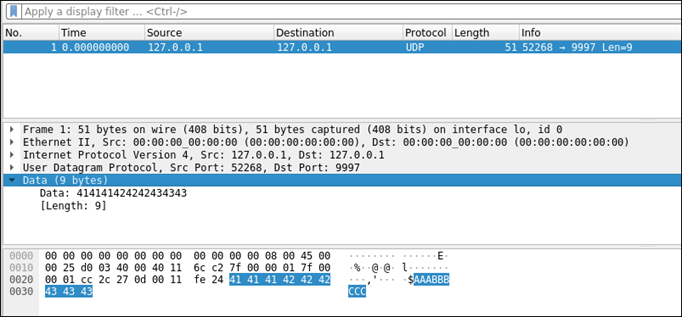 Apply a display filter … <Ctrl-/>
No. Time Source Destination Protocol Length Info
1 0.000000000 127.0.0.1 127.0.0.1 UDP 51 52268 → 9997 Len=9
Frame 1: 51 bytes on wire (408 bits), 51 bytes captured (408 bits) on interface lo, id 0
Ethernet II, Src: 00:00:00_00:00:00 (00:00:00:00:00:00), Dst: 00:00:00_00:00:00 (00:00:00:00:00:00)
Internet Protocol Version 4, Src: 127.0.0.1, Dst: 127.0.0.1
User Datagram Protocol, Src Port: 52268, Dst Port: 9997
Data (9 bytes)
Data: 414141424242434343
[Length: 9]
0000 00 00 00 00 00 00 00 00 00 00 00 00 08 00 45 00 ········ ······E·
0010 00 25 d0 03 40 00 40 11 6c c2 7f 00 00 01 7f 00 ·%··@·@· l·······
0020 00 01 cc 2c 27 0d 00 11 fe 24 41 41 41 42 42 42 ···,'··· ·$AAABBB
0030 43 43 43 CCC